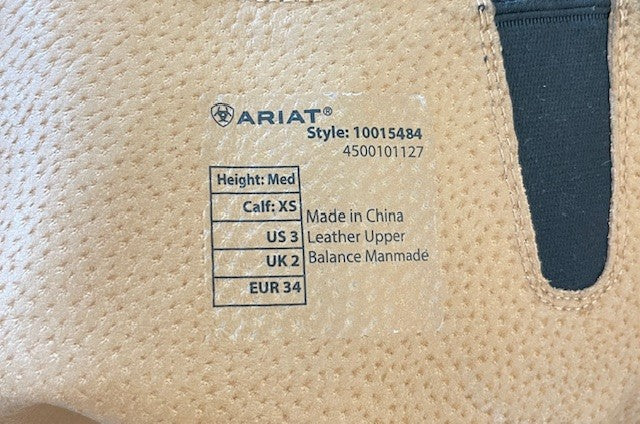 ARIAT®
Style: 10015484
4500101127
Height: Med
Calf: XS
US 3
UK 2
EUR 34
Made in China
Leather Upper
Balance Manmade